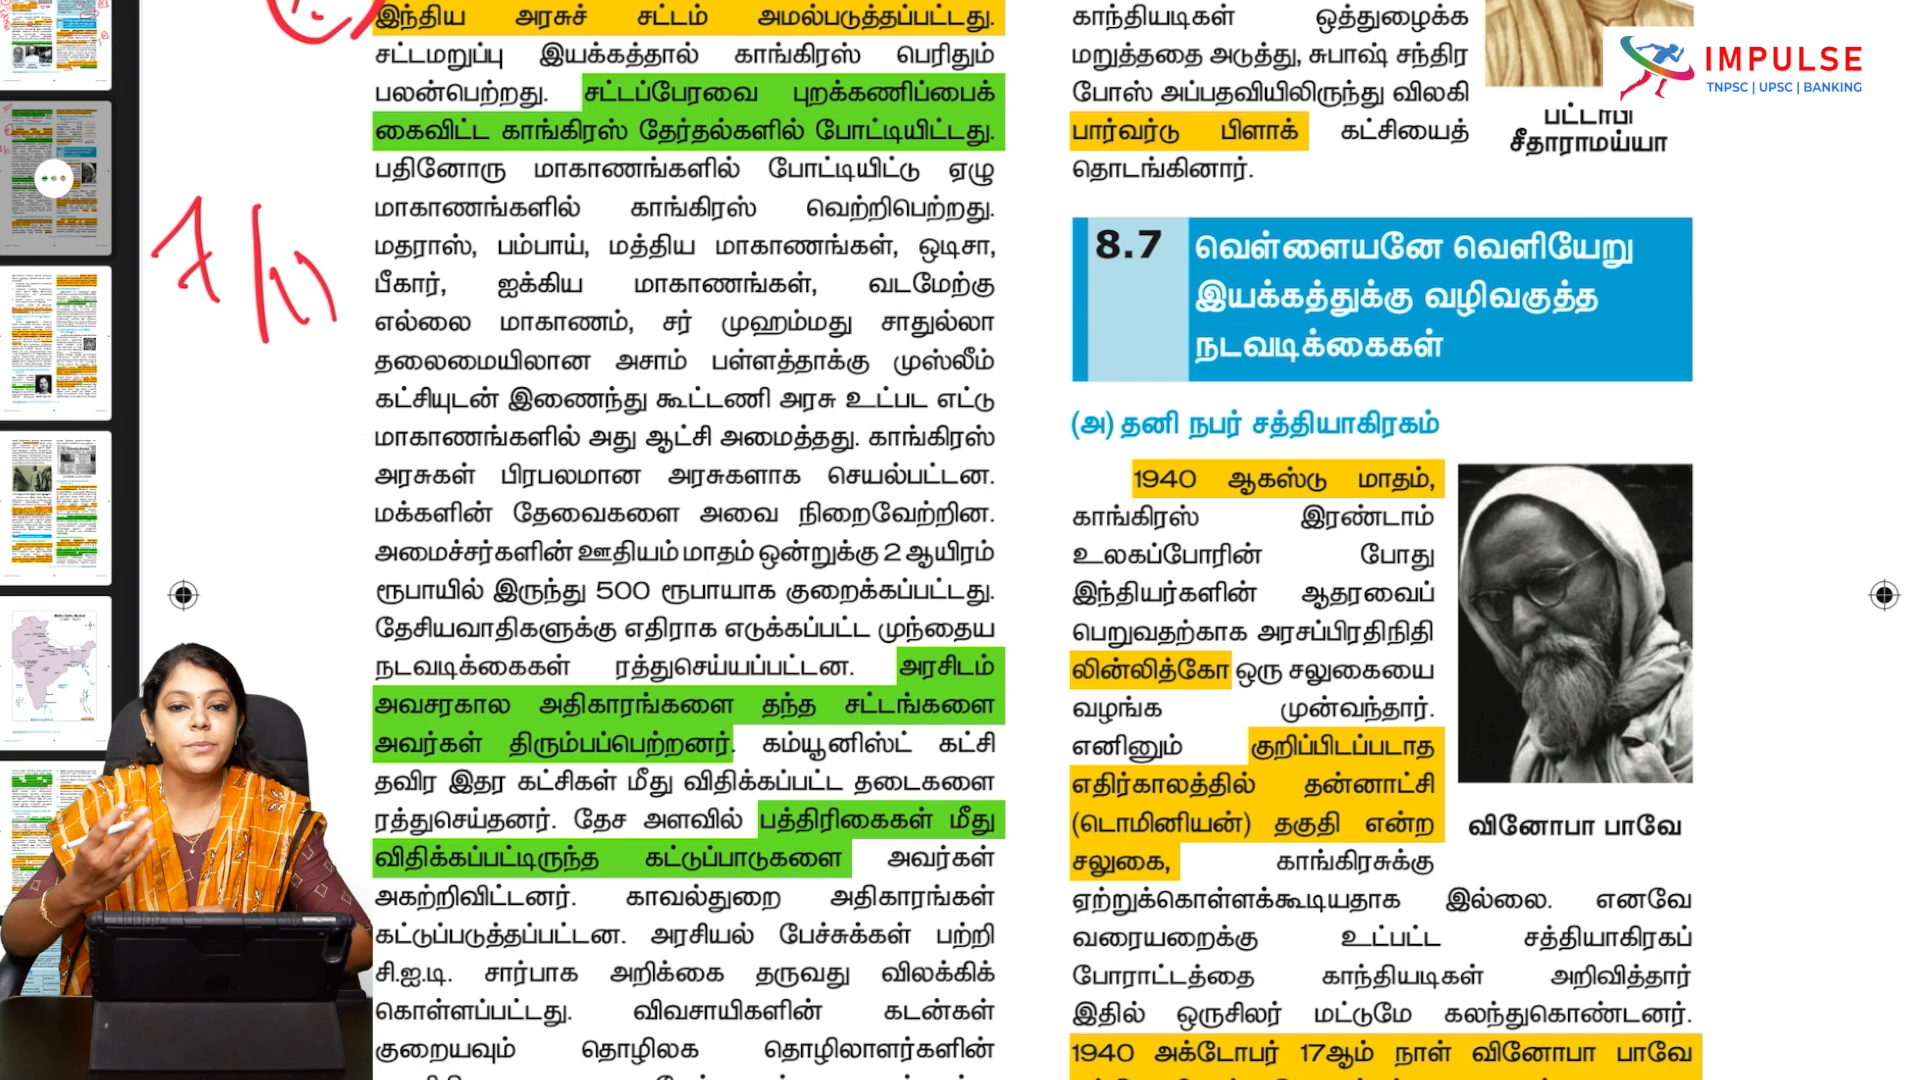 இந்திய அரசுச் சட்டம் அமல்படுத்தப்பட்டது.
சட்டமறுப்பு இயக்கத்தால் காங்கிரஸ் பெரிதும்
பலன்பெற்றது. சட்டப்பேரவை புறக்கணிப்பைக்
கைவிட்ட காங்கிரஸ் தேர்தல்களில் போட்டியிட்டது.
பதினோரு மாகாணங்களில் போட்டியிட்டு ஏழு
மாகாணங்களில் காங்கிரஸ் வெற்றிபெற்றது.
மதராஸ், பம்பாய், மத்திய மாகாணங்கள், ஒடிசா,
பீகார், ஐக்கிய மாகாணங்கள், வடமேற்கு
எல்லை மாகாணம், சர் முஹம்மது சாதுல்லா
தலைமையிலான அசாம் பள்ளத்தாக்கு முஸ்லீம்
கட்சியுடன் இணைந்து கூட்டணி அரசு உட்பட எட்டு
மாகாணங்களில் அது ஆட்சி அமைத்தது. காங்கிரஸ்
அரசுகள் பிரபலமான அரசுகளாக செயல்பட்டன.
மக்களின் தேவைகளை அவை நிறைவேற்றின.
அமைச்சர்களின் ஊதியம் மாதம் ஒன்றுக்கு 2 ஆயிரம்
ரூபாயில் இருந்து 500 ரூபாயாக குறைக்கப்பட்டது.
தேசியவாதிகளுக்கு எதிராக எடுக்கப்பட்ட முந்தைய
நடவடிக்கைகள் ரத்துசெய்யப்பட்டன. அரசிடம்
அவசரகால அதிகாரங்களை தந்த சட்டங்களை
அவர்கள் திரும்பப்பெற்றனர். கம்யூனிஸ்ட் கட்சி
தவிர இதர கட்சிகள் மீது விதிக்கப்பட்ட தடைகளை
ரத்துசெய்தனர். தேச அளவில் பத்திரிகைகள் மீது
விதிக்கப்பட்டிருந்த கட்டுப்பாடுகளை அவர்கள்
அகற்றிவிட்டனர். காவல்துறை அதிகாரங்கள்
கட்டுப்படுத்தப்பட்டன. அரசியல் பேச்சுக்கள் பற்றி
சி.ஐ.டி. சார்பாக அறிக்கை தருவது விலக்கிக்
கொள்ளப்பட்டது. விவசாயிகளின் கடன்கள்
குறையவும் தொழிலக தொழிலாளர்களின்
7/11
காந்தியடிகள் ஒத்துழைக்க
மறுத்ததை அடுத்து, சுபாஷ் சந்திர
போஸ் அப்பதவியிலிருந்து விலகி
பார்வர்டு பிளாக் கட்சியைத்
தொடங்கினார்.
பட்டாபி
சீதாராமய்யா
IMPULSE
TNPSC | UPSC | BANKING
8.7 வெள்ளையனே வெளியேறு
இயக்கத்துக்கு வழிவகுத்த
நடவடிக்கைகள்
(அ) தனி நபர் சத்தியாகிரகம்
1940 ஆகஸ்டு மாதம்,
காங்கிரஸ் இரண்டாம்
உலகப்போரின் போது
இந்தியர்களின் ஆதரவைப்
பெறுவதற்காக அரசப்பிரதிநிதி
லின்லித்கோ ஒரு சலுகையை
வழங்க முன்வந்தார்.
எனினும் குறிப்பிடப்படாத
எதிர்காலத்தில் தன்னாட்சி
(டொமினியன்) தகுதி என்ற
சலுகை, காங்கிரசுக்கு
ஏற்றுக்கொள்ளக்கூடியதாக இல்லை. எனவே
வரையறைக்கு உட்பட்ட சத்தியாகிரகப்
போராட்டத்தை காந்தியடிகள் அறிவித்தார்
இதில் ஒருசிலர் மட்டுமே கலந்துகொண்டனர்.
1940 அக்டோபர் 17ஆம் நாள் வினோபா பாவே
வினோபா பாவே